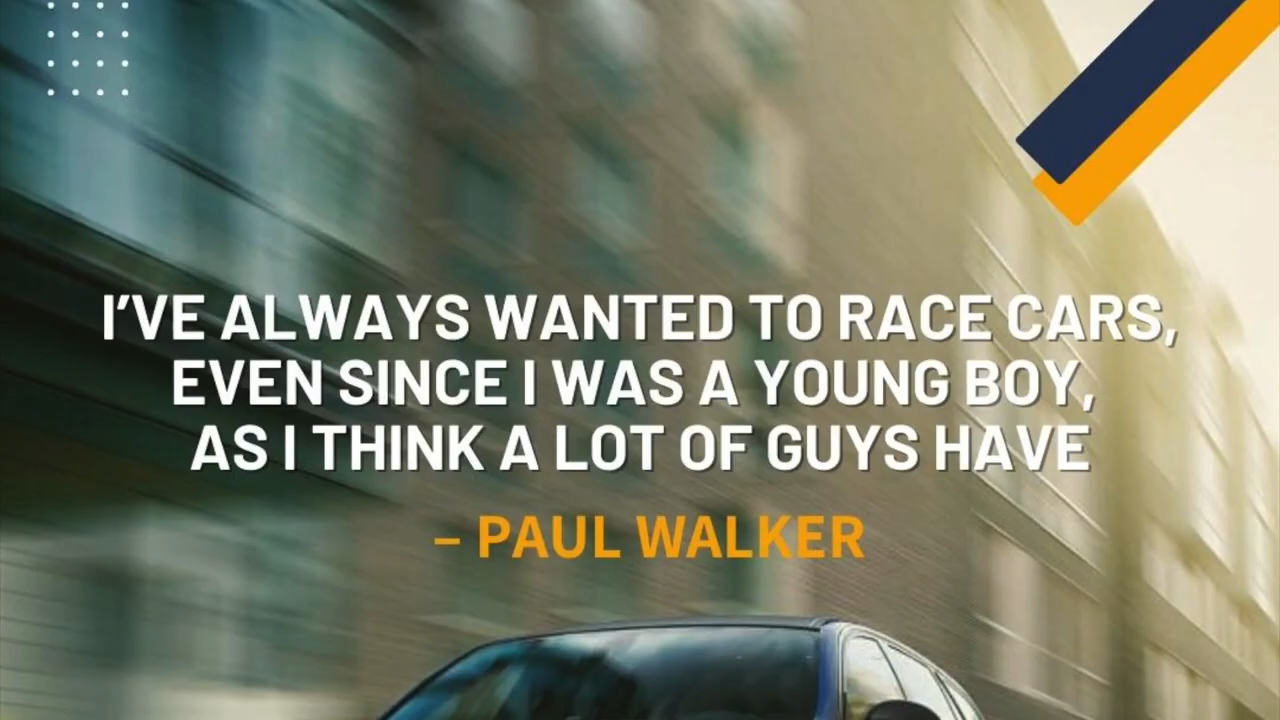 I’VE ALWAYS WANTED TO RACE CARS,
EVEN SINCE I WAS A YOUNG BOY,
AS I THINK A LOT OF GUYS HAVE
– PAUL WALKER